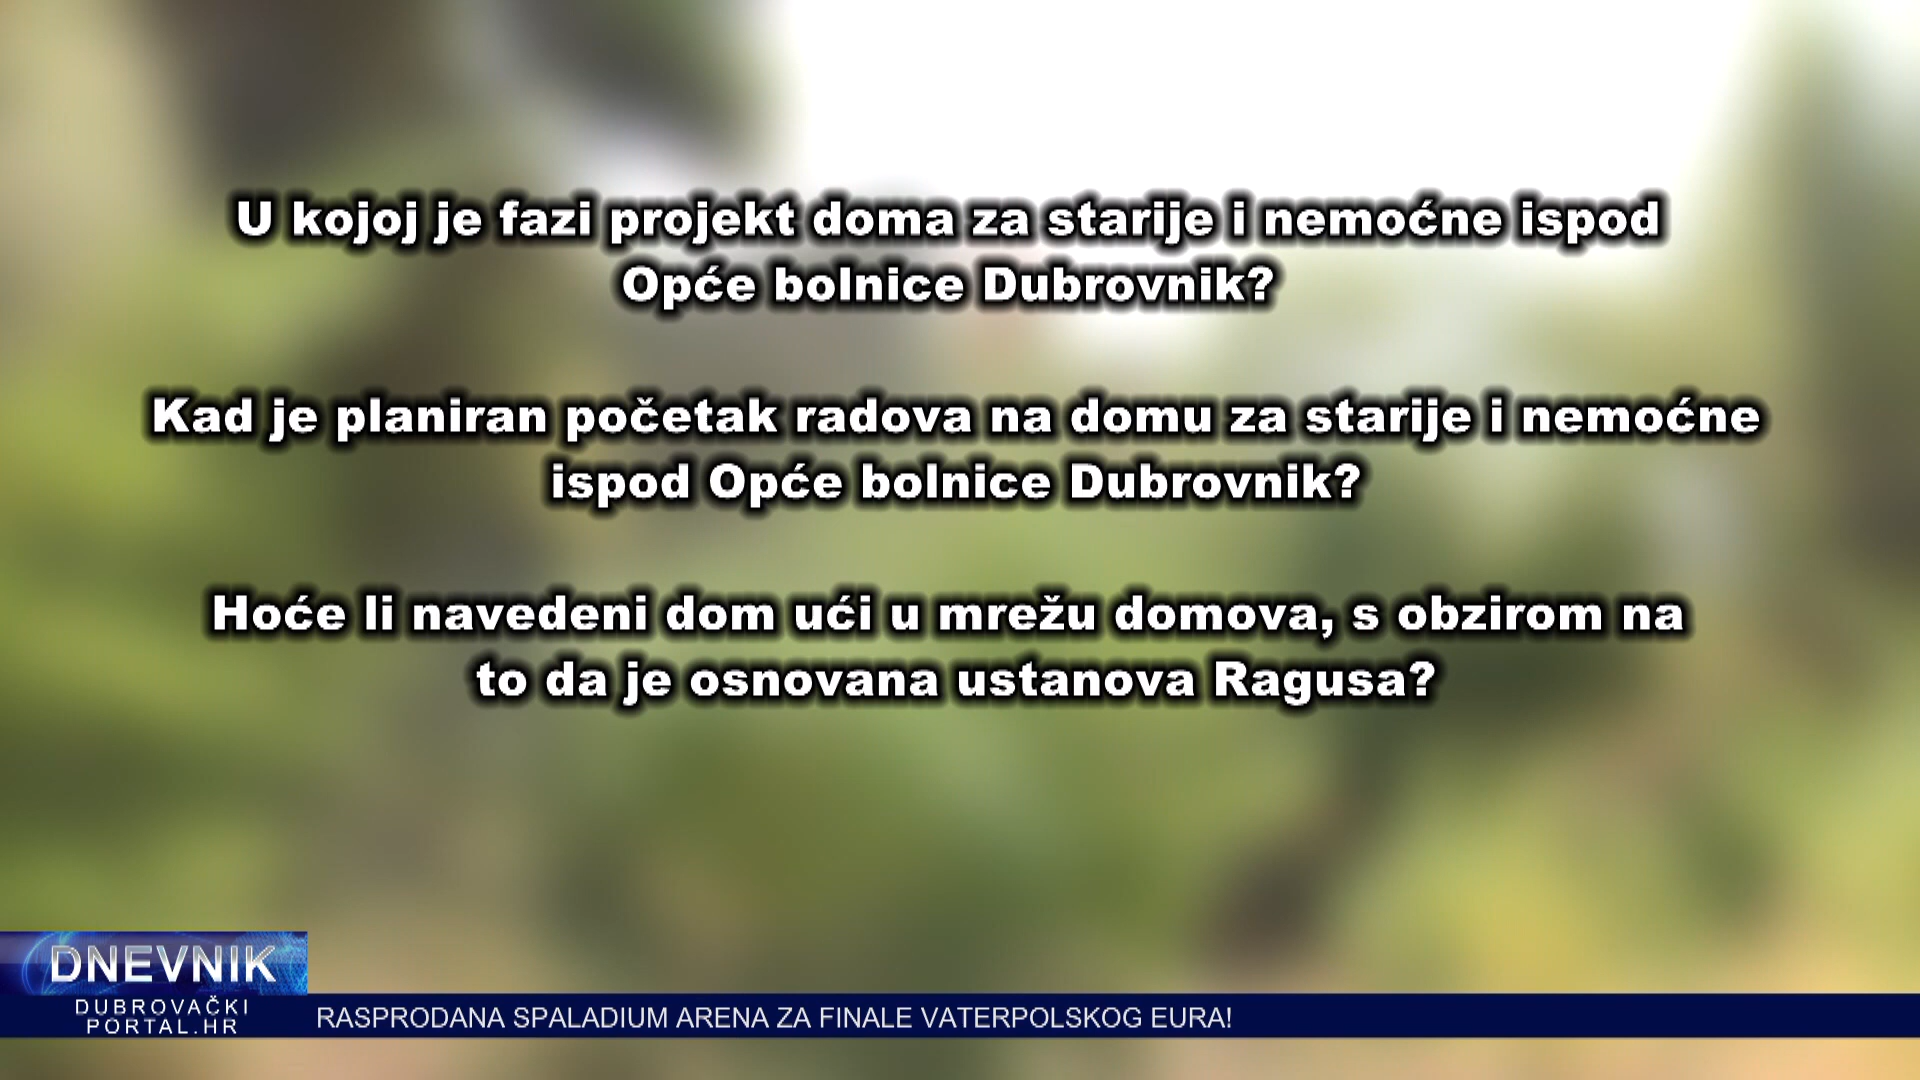 U kojoj je fazi projekt doma za starije i nemoćne ispod
Opće bolnice Dubrovnik?
Kad je planiran početak radova na domu za starije i nemoćne
ispod Opće bolnice Dubrovnik?
Hoće li navedeni dom ući u mrežu domova, s obzirom na
to da je osnovana ustanova Ragusa?
DNEVNIK
DUBROVAČKI
PORTAL.HR
RASPRODANA SPALADIUM ARENA ZA FINALE VATERPOLSKOG EURA!